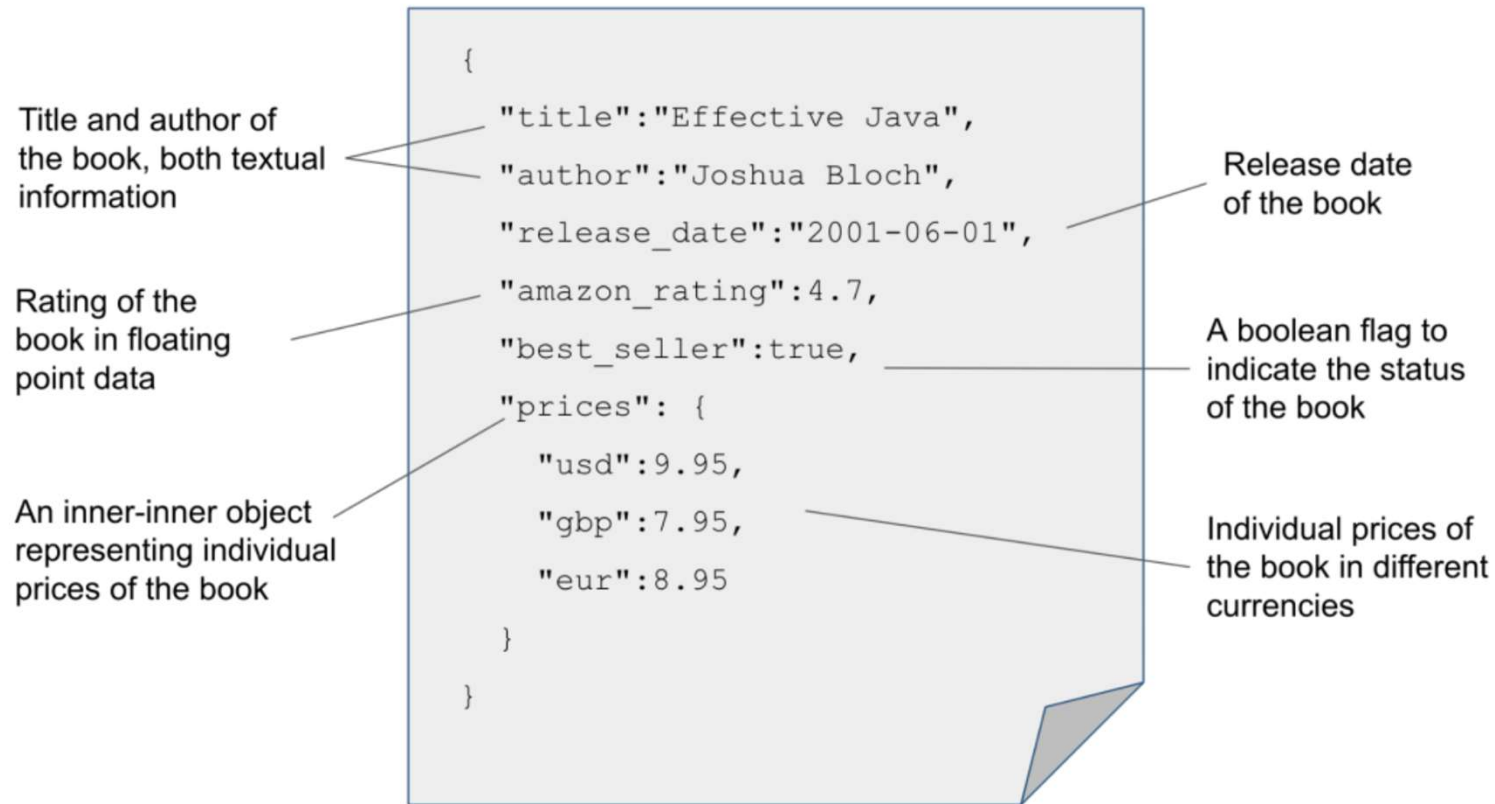 Title and author of
the book, both textual
information
Rating of the
book in floating
point data
An inner-inner object
representing individual
prices of the book
{
"title":"Effective Java",
"author":"Joshua Bloch",
"release_date":"2001-06-01",
"amazon_rating":4.7,
"best_seller":true,
"prices": {
"usd":9.95,
"gbp":7.95,
"eur":8.95
}
}
Release date
of the book
A boolean flag to
indicate the status
of the book
Individual prices of
the book in different
currencies